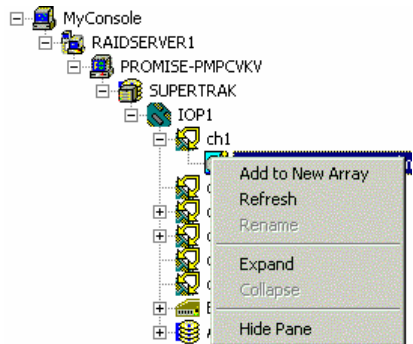 MyConsole
RAIDSERVER1
PROMISE-PMPCVKV
SUPERTRAK
IOP1
ch1
Add to New Array
Refresh
Rename
Expand
Collapse
Hide Pane